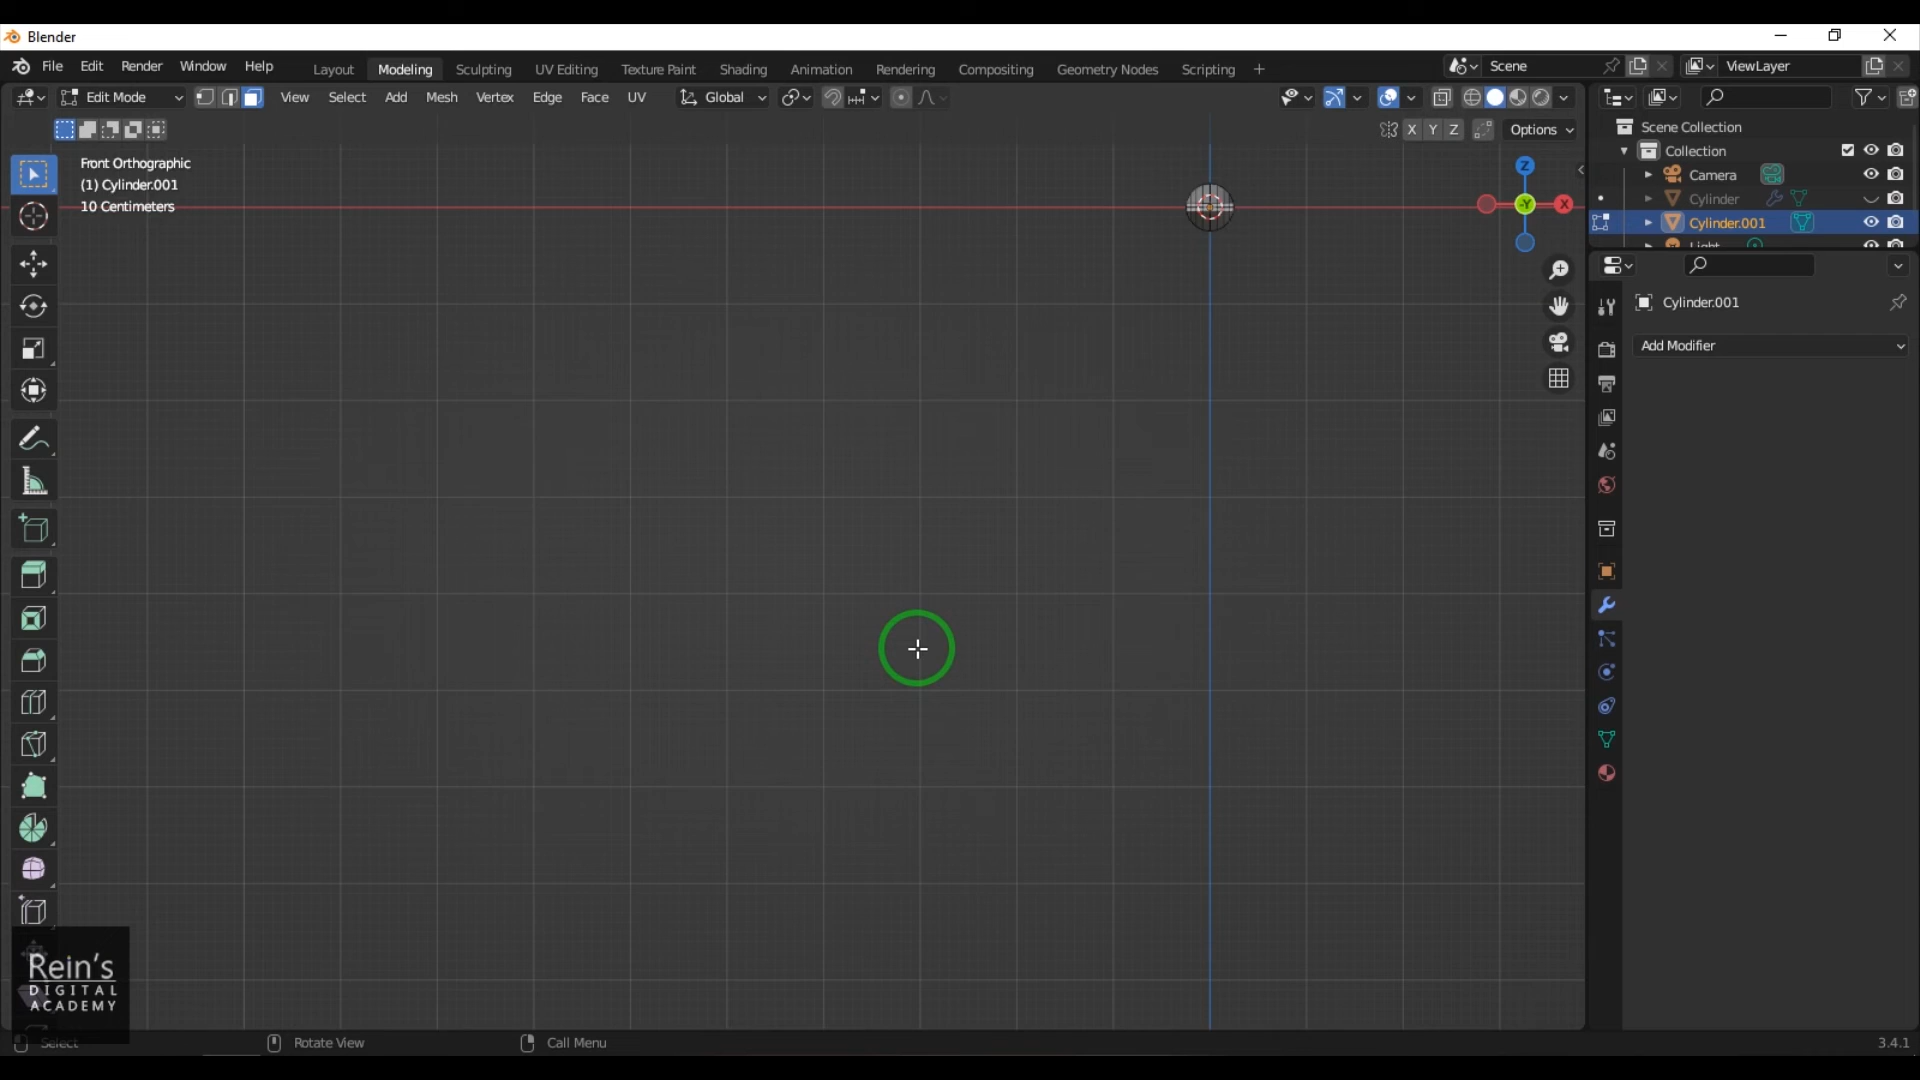 Blender
File Edit Render Window Help Layout Modeling Sculpting UV Editing Texture Paint Shading Animation Rendering Compositing Geometry Nodes Scripting + Scene ViewLayer
Edit Mode View Select Add Mesh Vertex Edge Face UV Global
X Y Z Options
Front Orthographic
(1) Cylinder.001
10 Centimeters
Z
-Y
X
Scene Collection
Collection
Camera
Cylinder
Cylinder.001
Light
Cylinder.001
Add Modifier
Rein's
DIGITAL
ACADEMY
Select Rotate View Call Menu 3.4.1